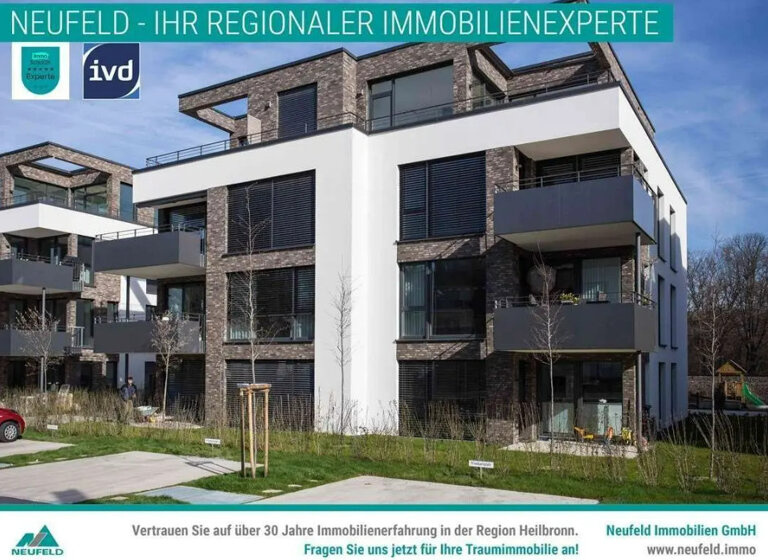 NEUFELD - IHR REGIONALER IMMOBILIENEXPERTE
Experte
ivd
NEUFELD
Vertrauen Sie auf über 30 Jahre Immobilienerfahrung in der Region Heilbronn.
Fragen Sie uns jetzt für Ihre Traumimmobilie an!
Neufeld Immobilien GmbH
www.neufeld.immo